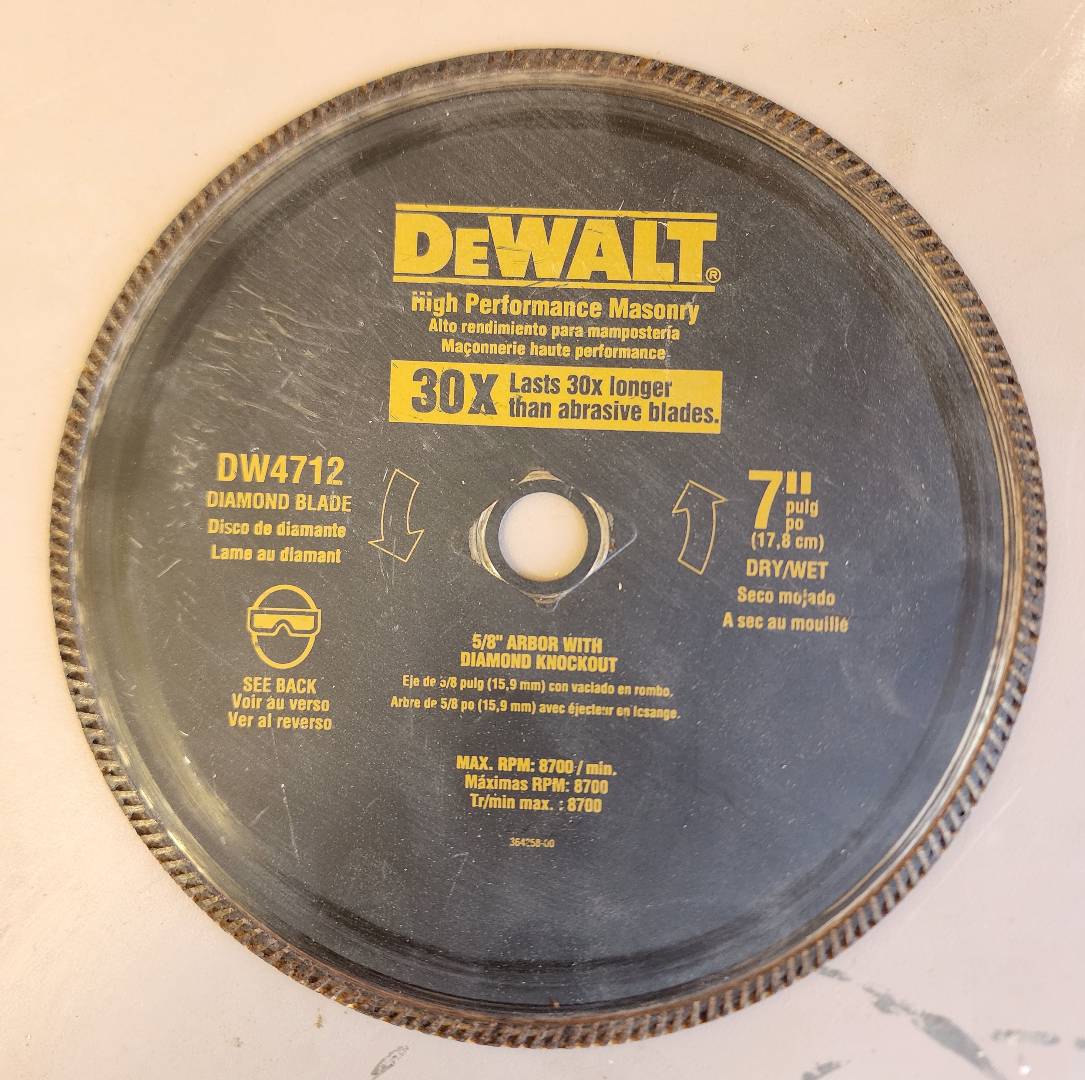 DEWALT®
High Performance Masonry
Alto rendimiento para mampostería
Maçonnerie haute performance
30X Lasts 30x longer
than abrasive blades.
DW4712
DIAMOND BLADE
Disco de diamante
Lame au diamant
7"
pulg
po
(17,8 cm)
DRY/WET
Seco mojado
A sec au mouillé
SEE BACK
Voir au verso
Ver al reverso
5/8" ARBOR WITH
DIAMOND KNOCKOUT
Eje de 5/8 pulg (15,9 mm) con vaciado en rombo.
Arbre de 5/8 po (15,9 mm) avec éjecteur en losange.
MAX. RPM: 8700/min.
Máximas RPM: 8700
Tr/min max. : 8700
364258-00